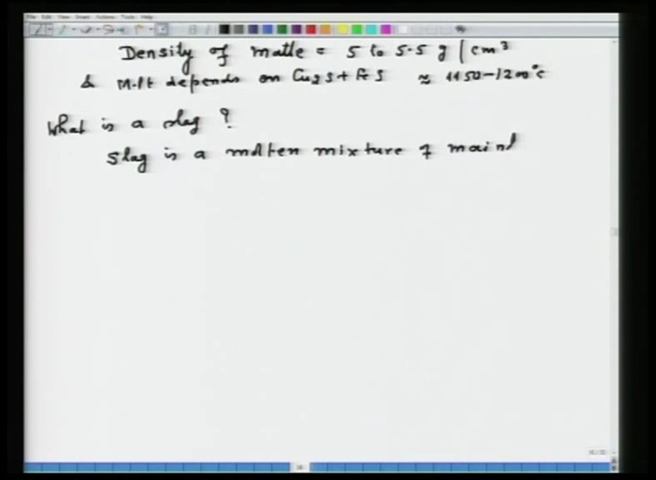 Density of matte = 5 to 5.5 g / cm³
& M.Pt depends on Cu2S + FeS ≈ 1150-1200°C
What is a slag ?
Slag is a molten mixture of mainl